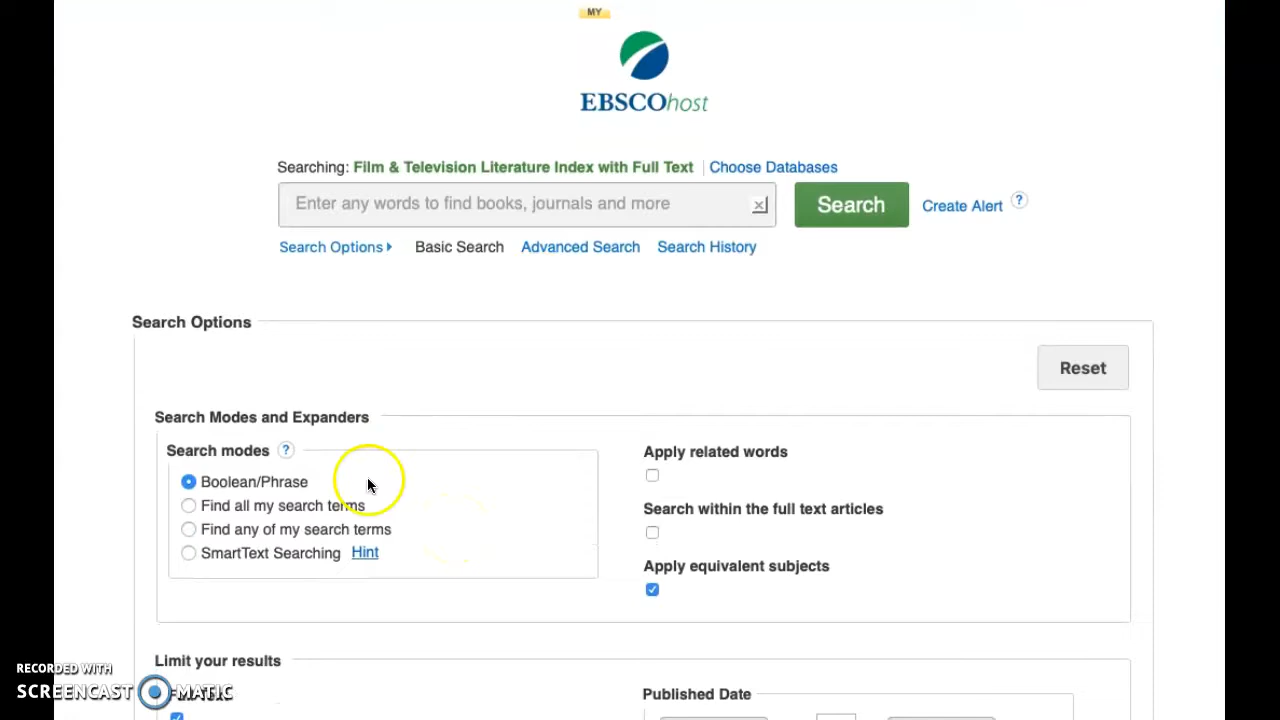 MY
EBSCOhost
Searching: Film & Television Literature Index with Full Text | Choose Databases
Enter any words to find books, journals and more
Search
Create Alert ?
Search Options
Basic Search
Advanced Search
Search History
Search Options
Reset
Search Modes and Expanders
Search modes ?
Boolean/Phrase
Find all my search terms
Find any of my search terms
SmartText Searching Hint
Apply related words
Search within the full text articles
Apply equivalent subjects
Limit your results
Published Date
RECORDED WITH
SCREENCAST MATIC